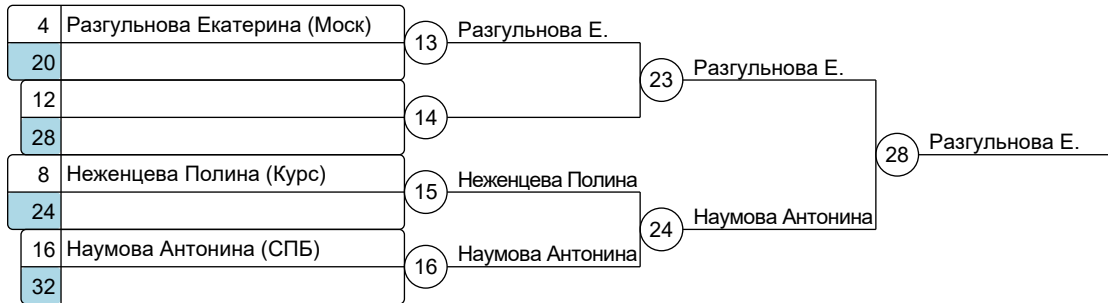 4 Разгульнова Екатерина (Моск)
20
13
Разгульнова Е.
12
28
14
23
Разгульнова Е.
8 Неженцева Полина (Курс)
24
15
Неженцева Полина
16 Наумова Антонина (СПБ)
32
16
Наумова Антонина
24
Наумова Антонина
28
Разгульнова Е.